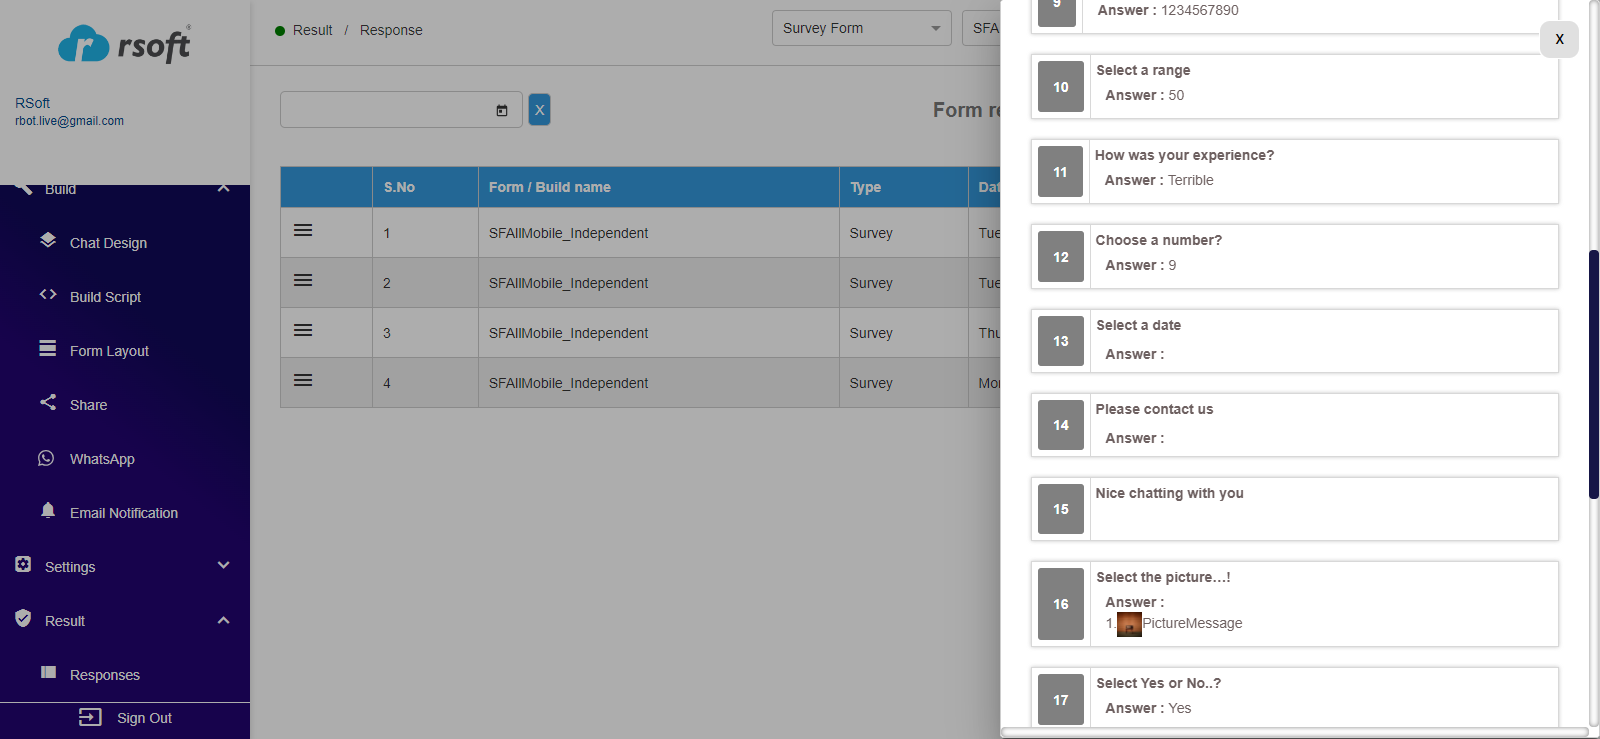 rsoft
RSoft
rbot.live@gmail.com
Build
Chat Design
Build Script
Form Layout
Share
WhatsApp
Email Notification
Settings
Result
Responses
Sign Out
Result / Response
Survey Form
SFA
X
Form re
S.No Form / Build name Type Dat
1 SFAllMobile_Independent Survey Tue
2 SFAllMobile_Independent Survey Tue
3 SFAllMobile_Independent Survey Thu
4 SFAllMobile_Independent Survey Mon
X
9
Answer : 1234567890
10
Select a range
Answer : 50
11
How was your experience?
Answer : Terrible
12
Choose a number?
Answer : 9
13
Select a date
Answer :
14
Please contact us
Answer :
15
Nice chatting with you
16
Select the picture...!
Answer :
1. PictureMessage
17
Select Yes or No..?
Answer : Yes